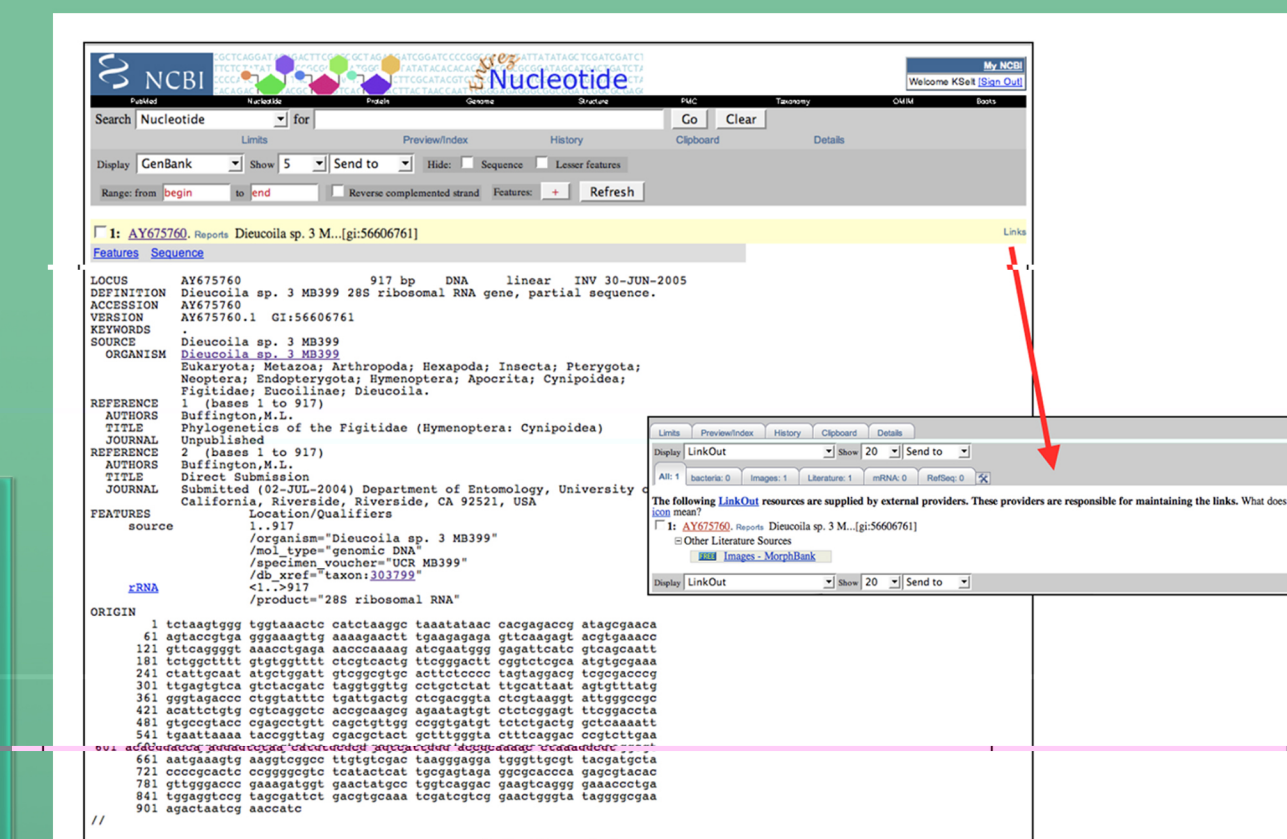 NCBI
Entrez Nucleotide
My NCBI
Welcome KSelt [Sign Out]
PubMed Nucleotide Protein Genome Structure PMC Taxonomy OMIM Books
Search Nucleotide for Go Clear
Limits Preview/Index History Clipboard Details
Display GenBank Show 5 Send to Hide: Sequence Lesser features
Range: from begin to end Reverse complemented strand Features: + Refresh
1: AY675760. Reports Dieucoila sp. 3 M...[gi:56606761] Links
Features Sequence
LOCUS AY675760 917 bp DNA linear INV 30-JUN-2005
DEFINITION Dieucoila sp. 3 MB399 28S ribosomal RNA gene, partial sequence.
ACCESSION AY675760
VERSION AY675760.1 GI:56606761
KEYWORDS .
SOURCE Dieucoila sp. 3 MB399
ORGANISM Dieucoila sp. 3 MB399
Eukaryota; Metazoa; Arthropoda; Hexapoda; Insecta; Pterygota;
Neoptera; Endopterygota; Hymenoptera; Apocrita; Cynipoidea;
Figitidae; Eucoilinae; Dieucoila.
REFERENCE 1 (bases 1 to 917)
AUTHORS Buffington,M.L.
TITLE Phylogenetics of the Figitidae (Hymenoptera: Cynipoidea)
JOURNAL Unpublished
REFERENCE 2 (bases 1 to 917)
AUTHORS Buffington,M.L.
TITLE Direct Submission
JOURNAL Submitted (02-JUL-2004) Department of Entomology, University
California, Riverside, Riverside, CA 92521, USA
FEATURES Location/Qualifiers
source 1..917
/organism="Dieucoila sp. 3 MB399"
/mol_type="genomic DNA"
/specimen_voucher="UCR MB399"
/db_xref="taxon:303799"
rRNA <1..>917
/product="28S ribosomal RNA"
ORIGIN
1 tctaagtggg tggtaaactc catctaaggc taaatataac cacgagaccg atagcgaaca
61 agtaccgtga gggaaagttg aaaagaactt tgaagagaga gttcaagagt acgtgaaacc
121 gttcaggggt aaacctgaga aacccaaaag atcgaatggg gagattcatc gtcagcaatt
181 tctggctttt gtgtggtttt ctcgtcactg ttcgggactt cggtctcgca atgtgcgaaa
241 ctattgcaat atgctggatt gtcggcgtgc acttctcccc tagtaggacg tcgcgacccg
301 ttgagtgtca gtctacgatc taggtggttg cctgctctat ttgcattaat agtgtttatg
361 gggtagaccc ctggtatttc tgattgactg ctcgacggta ctcgtaaggt attgggccgc
421 acattctgtg cgtcaggctc accgcaagcg agaatagtgt ctctcggagt ttcggaccta
481 gtgccgtacc cgagcctgtt cagctgttgg ccggtgatgt tctctgactg gctcaaaatt
541 tgaattaaaa taccggttag cgacgctact gctttgggta ctttcaggac ccgtcttgaa
601
661 aatgaaagtg aaggtcggcc ttgtgtcgac taagggagga tgggttgcgt tacgatgcta
721 ccccgcactc ccggggcgtc tcatactcat tgcgagtaga ggcgcaccca gagcgtacac
781 gttgggaccc gaaagatggt gaactatgcc tggtcaggac gaagtcaggg gaaaccctga
841 tggaggtccg tagcgattct gacgtgcaaa tcgatcgtcg gaactgggta taggggcgaa
901 agactaatcg aaccatc
//
Limits Preview/Index History Clipboard Details
Display LinkOut Show 20 Send to
All: 1 bacteria: 0 Images: 1 Literature: 1 mRNA: 0 RefSeq: 0
The following LinkOut resources are supplied by external providers. These providers are responsible for maintaining the links. What does
icon mean?
1: AY675760. Reports Dieucoila sp. 3 M...[gi:56606761]
Other Literature Sources
FREE Images - MorphBank
Display LinkOut Show 20 Send to